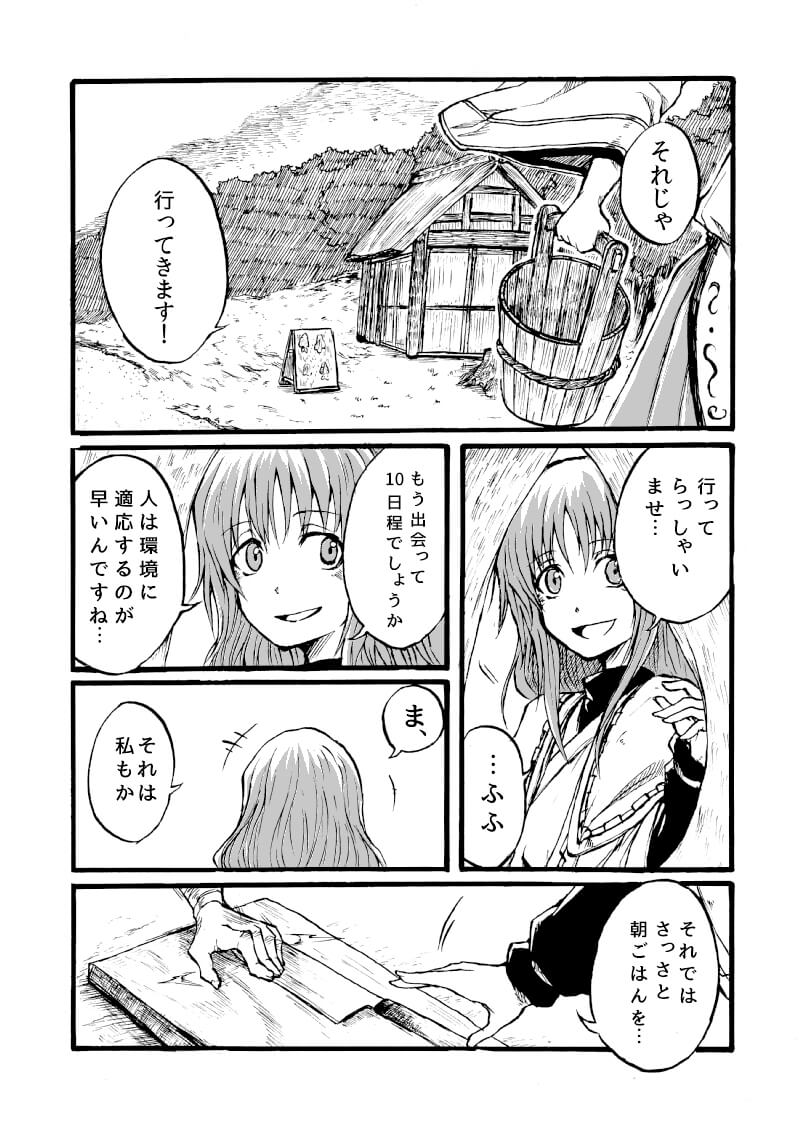 それじゃ
行ってきます!
行って
らっしゃい
ませ…
…ふふ
もう出会って
10日程でしょうか
人は環境に
適応するのが
早いんですね…
ま、
それは
私もか
それでは
さっさと
朝ごはんを…